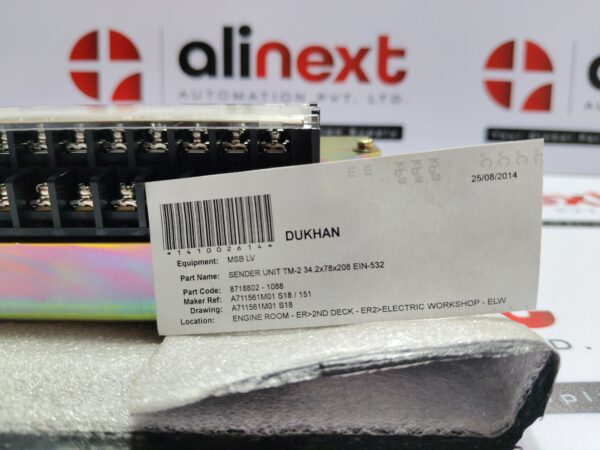 alinext
AUTOMATION PVT. LTD.
25/08/2014
*1410026144*
DUKHAN
Equipment: MSB LV
Part Name: SENDER UNIT TM-2 34.2x78x208 EIN-532
Part Code: 8718802 - 1088
Maker Ref: A711561M01 S18 / 151
Drawing: A711561M01 S18
Location: ENGINE ROOM - ER>2ND DECK - ER2>ELECTRIC WORKSHOP - ELW